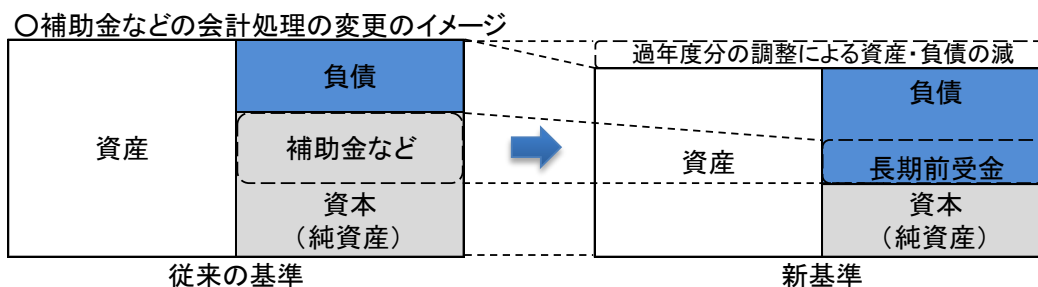 〇補助金などの会計処理の変更のイメージ
資産
負債
補助金など
資本
（純資産）
従来の基準
過年度分の調整による資産・負債の減
資産
負債
長期前受金
資本
（純資産）
新基準